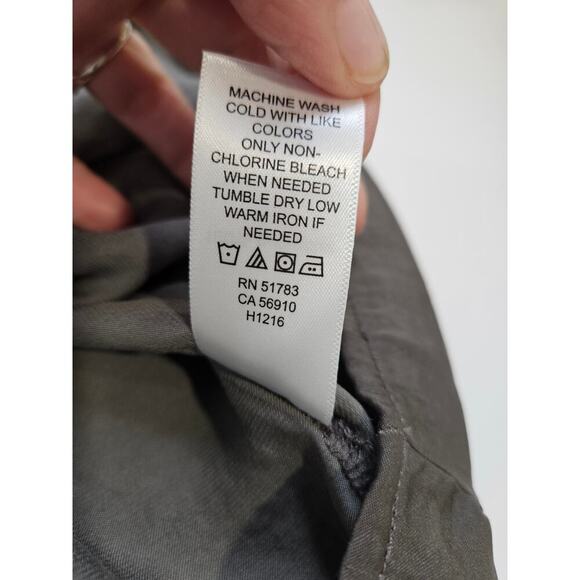 MACHINE WASH
COLD WITH LIKE
COLORS
ONLY NON-
CHLORINE BLEACH
WHEN NEEDED
TUMBLE DRY LOW
WARM IRON IF
NEEDED
RN 51783
CA 56910
H1216